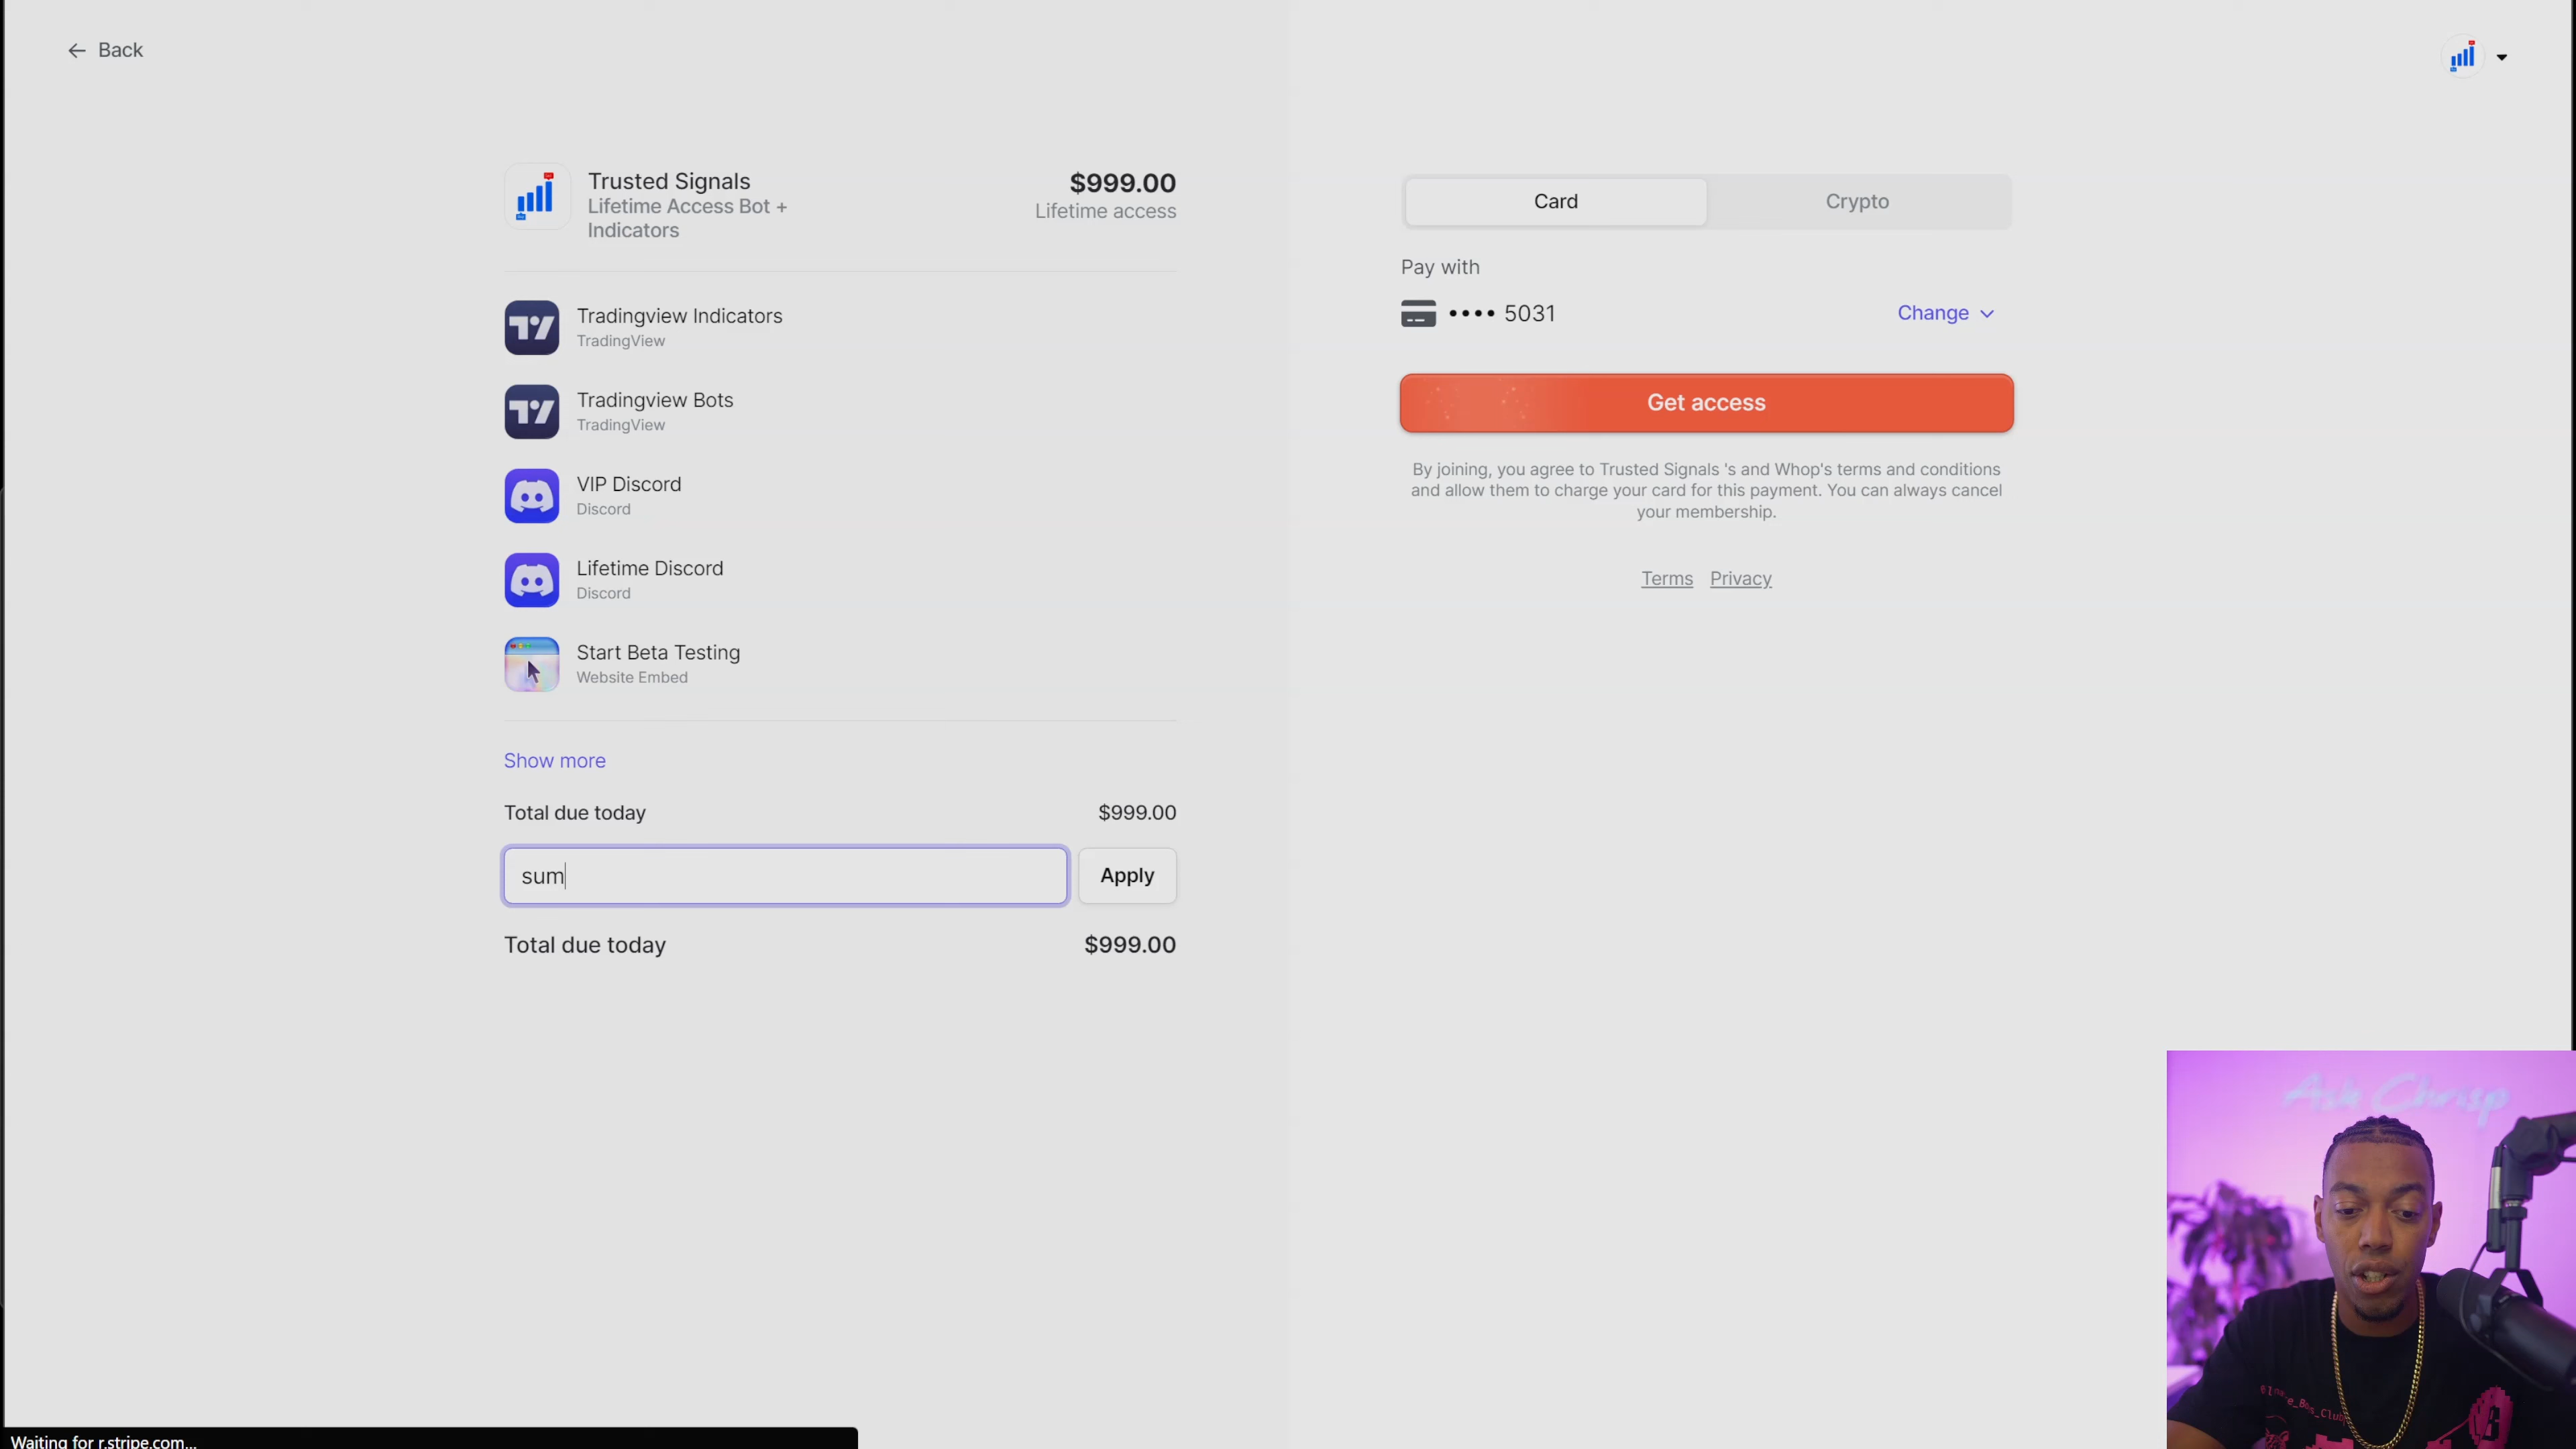 Back
Trusted Signals
Lifetime Access Bot +
Indicators
$999.00
Lifetime access
Tradingview Indicators
TradingView
Tradingview Bots
TradingView
VIP Discord
Discord
Lifetime Discord
Discord
Start Beta Testing
Website Embed
Show more
Total due today
$999.00
sum
Apply
Total due today
$999.00
Card
Crypto
Pay with
•••• 5031
Change
Get access
By joining, you agree to Trusted Signals 's and Whop's terms and conditions
and allow them to charge your card for this payment. You can always cancel
your membership.
Terms Privacy
Ask Chrisp
Waiting for r.stripe.com...